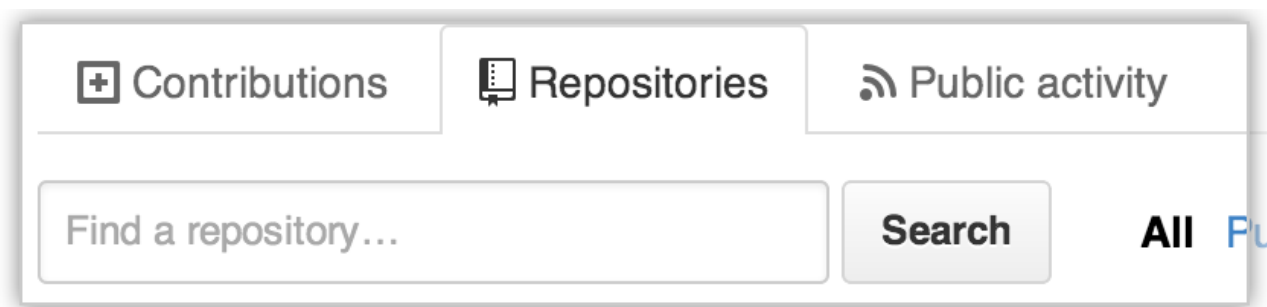 Contributions Repositories Public activity
Find a repository… Search All